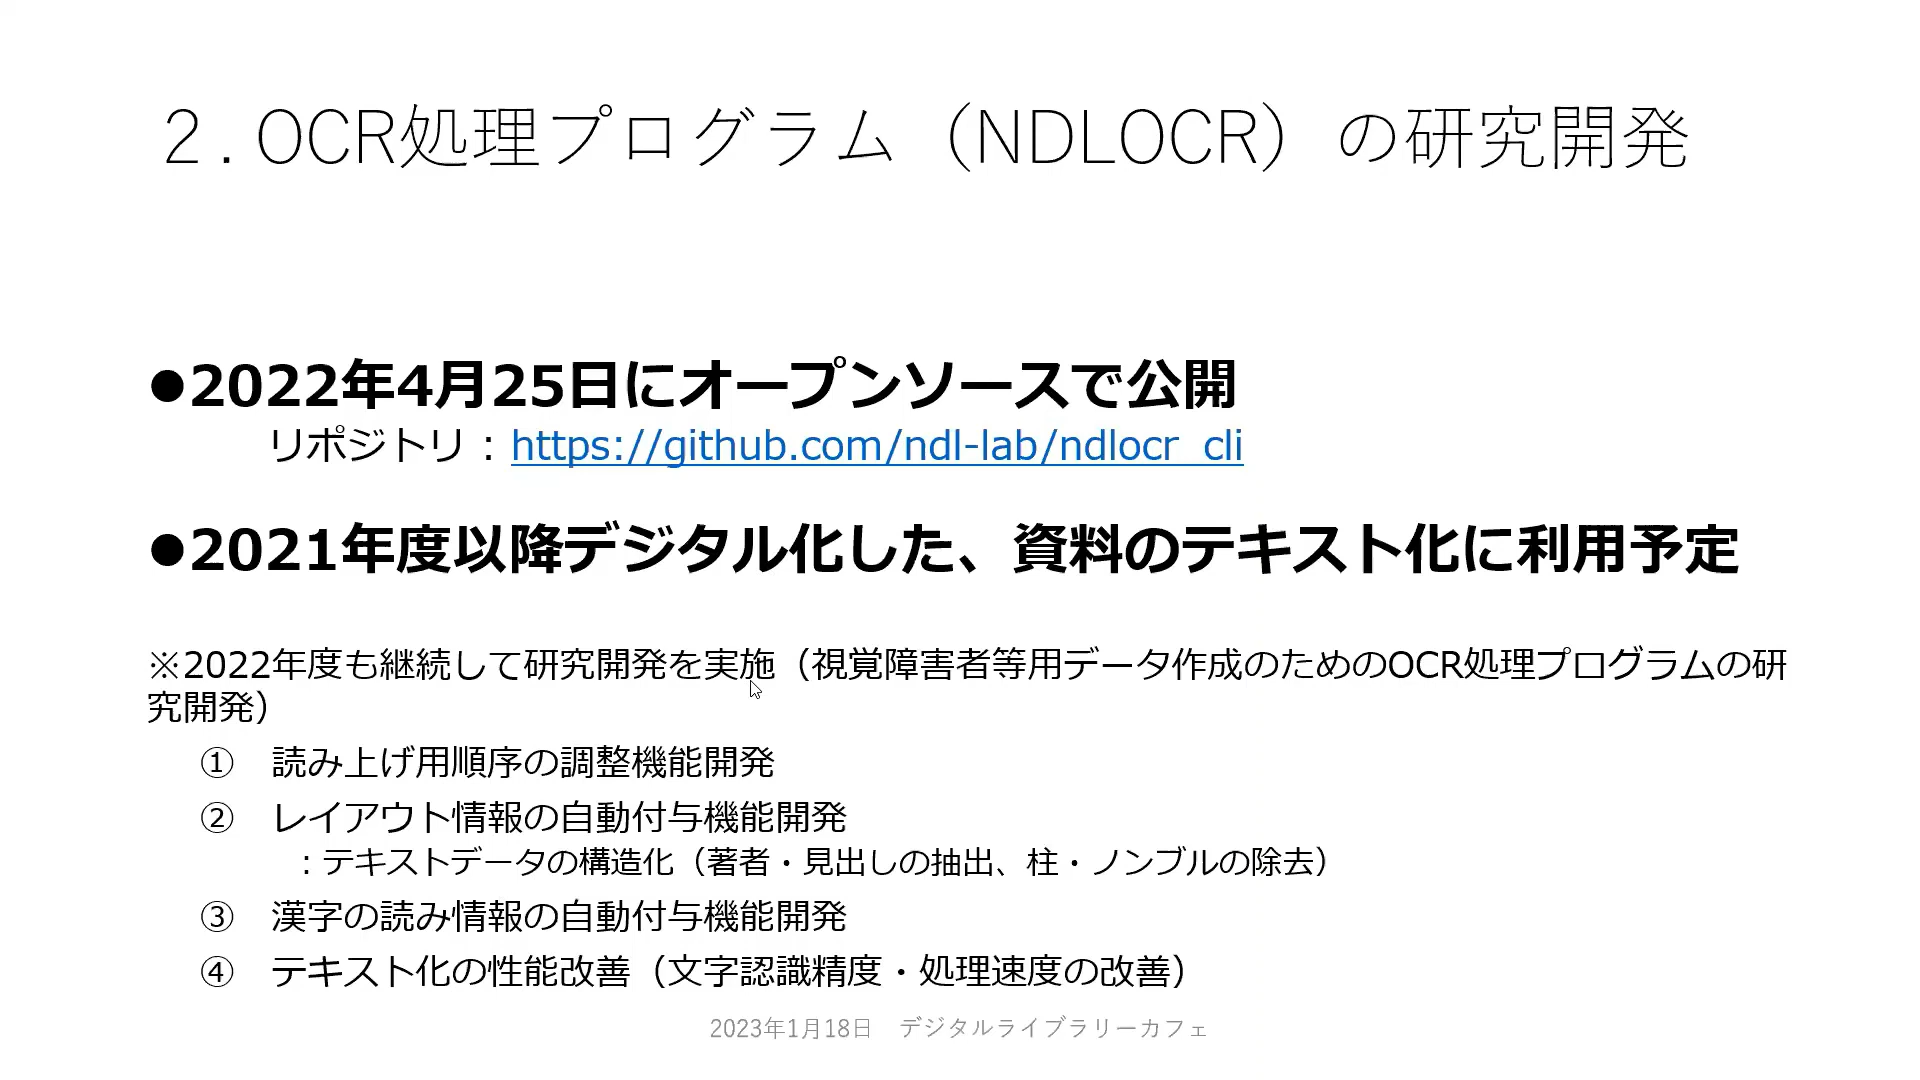 ２. OCR処理プログラム（NDLOCR）の研究開発
●2022年4月25日にオープンソースで公開
リポジトリ：https://github.com/ndl-lab/ndlocr_cli
●2021年度以降デジタル化した、資料のテキスト化に利用予定
※2022年度も継続して研究開発を実施（視覚障害者等用データ作成のためのOCR処理プログラムの研
究開発）
① 読み上げ用順序の調整機能開発
② レイアウト情報の自動付与機能開発
：テキストデータの構造化（著者・見出しの抽出、柱・ノンブルの除去）
③ 漢字の読み情報の自動付与機能開発
④ テキスト化の性能改善（文字認識精度・処理速度の改善）
2023年1月18日　デジタルライブラリーカフェ